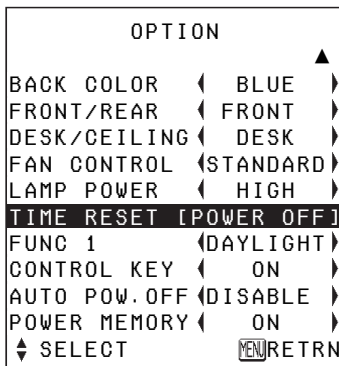 OPTION
BACK COLOR BLUE
FRONT/REAR FRONT
DESK/CEILING DESK
FAN CONTROL STANDARD
LAMP POWER HIGH
TIME RESET [POWER OFF]
FUNC 1 DAYLIGHT
CONTROL KEY ON
AUTO POW.OFF DISABLE
POWER MEMORY ON
SELECT MENU RETRN